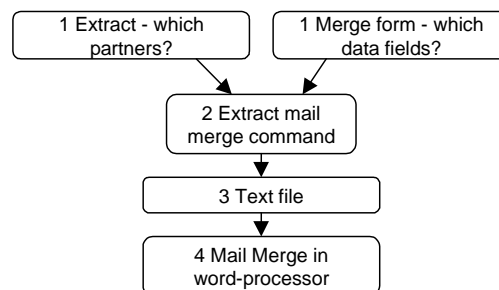 1 Extract - which
partners?
1 Merge form - which
data fields?
2 Extract mail
merge command
3 Text file
4 Mail Merge in
word-processor